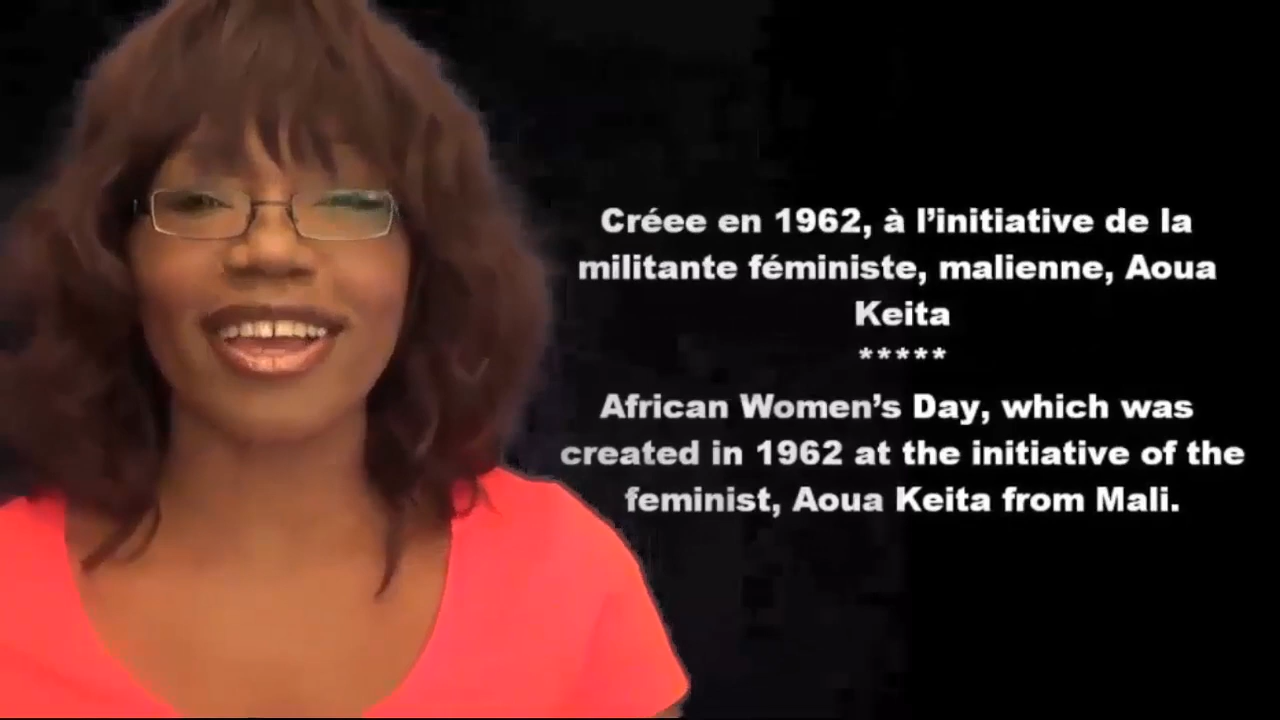 Créee en 1962, à l’initiative de la
militante féministe, malienne, Aoua
Keita
*****
African Women’s Day, which was
created in 1962 at the initiative of the
feminist, Aoua Keita from Mali.